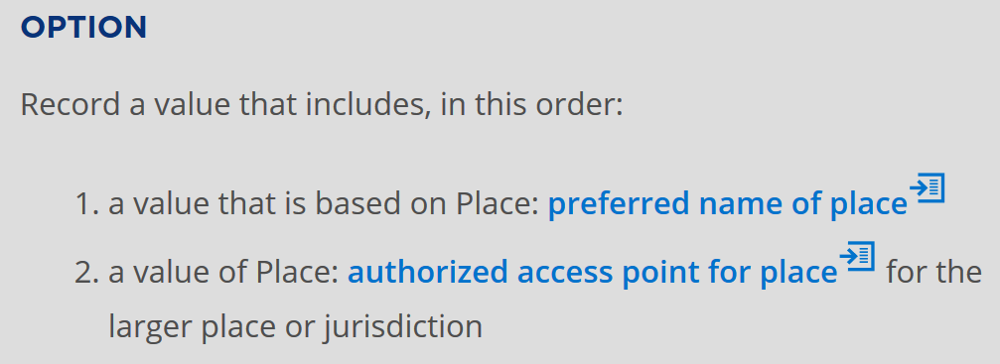 OPTION
Record a value that includes, in this order:
1. a value that is based on Place: preferred name of place
2. a value of Place: authorized access point for place for the
larger place or jurisdiction